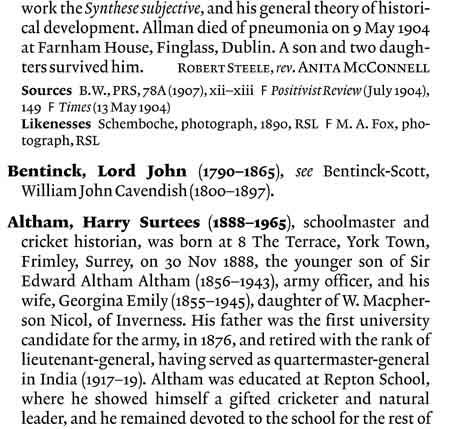 work the Synthese subjective, and his general theory of histori-
cal development. Allman died of pneumonia on 9 May 1904
at Farnham House, Finglass, Dublin. A son and two daugh-
ters survived him. ROBERT STEELE, rev. ANITA MCCONNELL
Sources B.W., PRS, 78A (1907), xii–xiii F Positivist Review (July 1904),
149 F Times (13 May 1904)
Likenesses Schemboche, photograph, 1890, RSL F M. A. Fox, pho-
tograph, RSL
Bentinck, Lord John (1790–1865), see Bentinck-Scott,
William John Cavendish (1800–1897).
Altham, Harry Surtees (1888–1965), schoolmaster and
cricket historian, was born at 8 The Terrace, York Town,
Frimley, Surrey, on 30 Nov 1888, the younger son of Sir
Edward Altham Altham (1856–1943), army officer, and his
wife, Georgina Emily (1855–1945), daughter of W. Macpher-
son Nicol, of Inverness. His father was the first university
candidate for the army, in 1876, and retired with the rank of
lieutenant-general, having served as quartermaster-general
in India (1917–19). Altham was educated at Repton School,
where he showed himself a gifted cricketer and natural
leader, and he remained devoted to the school for the rest of